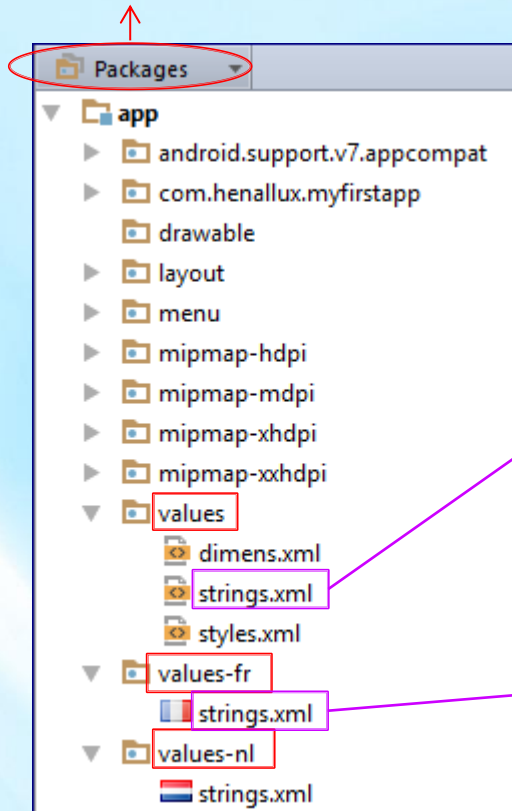 Packages
app
android.support.v7.appcompat
com.henallux.myfirstapp
drawable
layout
menu
mipmap-hdpi
mipmap-mdpi
mipmap-xhdpi
mipmap-xxhdpi
values
dimens.xml
strings.xml
styles.xml
values-fr
strings.xml
values-nl
strings.xml